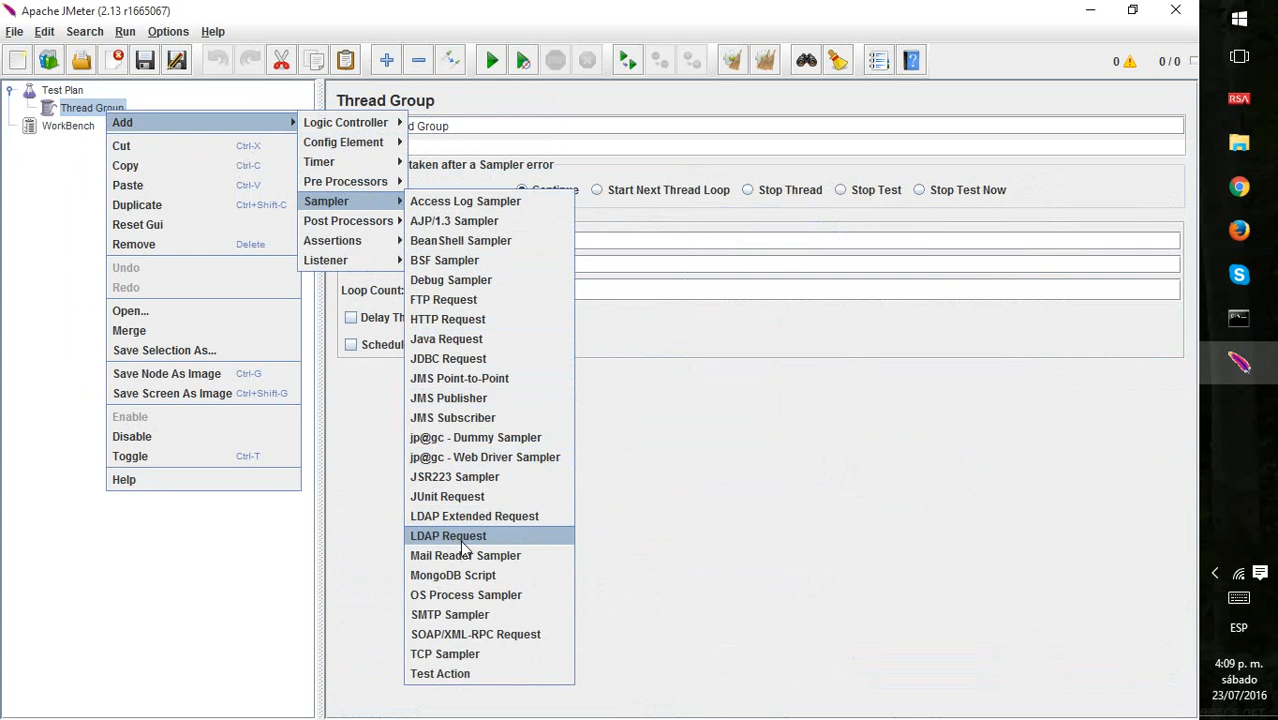 Apache JMeter (2.13 r1665067)
File Edit Search Run Options Help
0 0 / 0
Test Plan
Thread Group
WorkBench
Add
Cut Ctrl-X
Copy Ctrl-C
Paste Ctrl-V
Duplicate Ctrl+Shift-C
Reset Gui
Remove Delete
Undo
Redo
Open...
Merge
Save Selection As...
Save Node As Image Ctrl-G
Save Screen As Image Ctrl+Shift-G
Enable
Disable
Toggle Ctrl-T
Help
Logic Controller
Config Element
Timer
Pre Processors
Sampler
Post Processors
Assertions
Listener
Access Log Sampler
AJP/1.3 Sampler
BeanShell Sampler
BSF Sampler
Debug Sampler
FTP Request
HTTP Request
Java Request
JDBC Request
JMS Point-to-Point
JMS Publisher
JMS Subscriber
jp@gc - Dummy Sampler
jp@gc - Web Driver Sampler
JSR223 Sampler
JUnit Request
LDAP Extended Request
LDAP Request
Mail Reader Sampler
MongoDB Script
OS Process Sampler
SMTP Sampler
SOAP/XML-RPC Request
TCP Sampler
Test Action
Thread Group
d Group
taken after a Sampler error
Continue Start Next Thread Loop Stop Thread Stop Test Stop Test Now
Loop Count:
Delay Th
Schedul
RSA
ESP
4:09 p. m.
sábado
23/07/2016